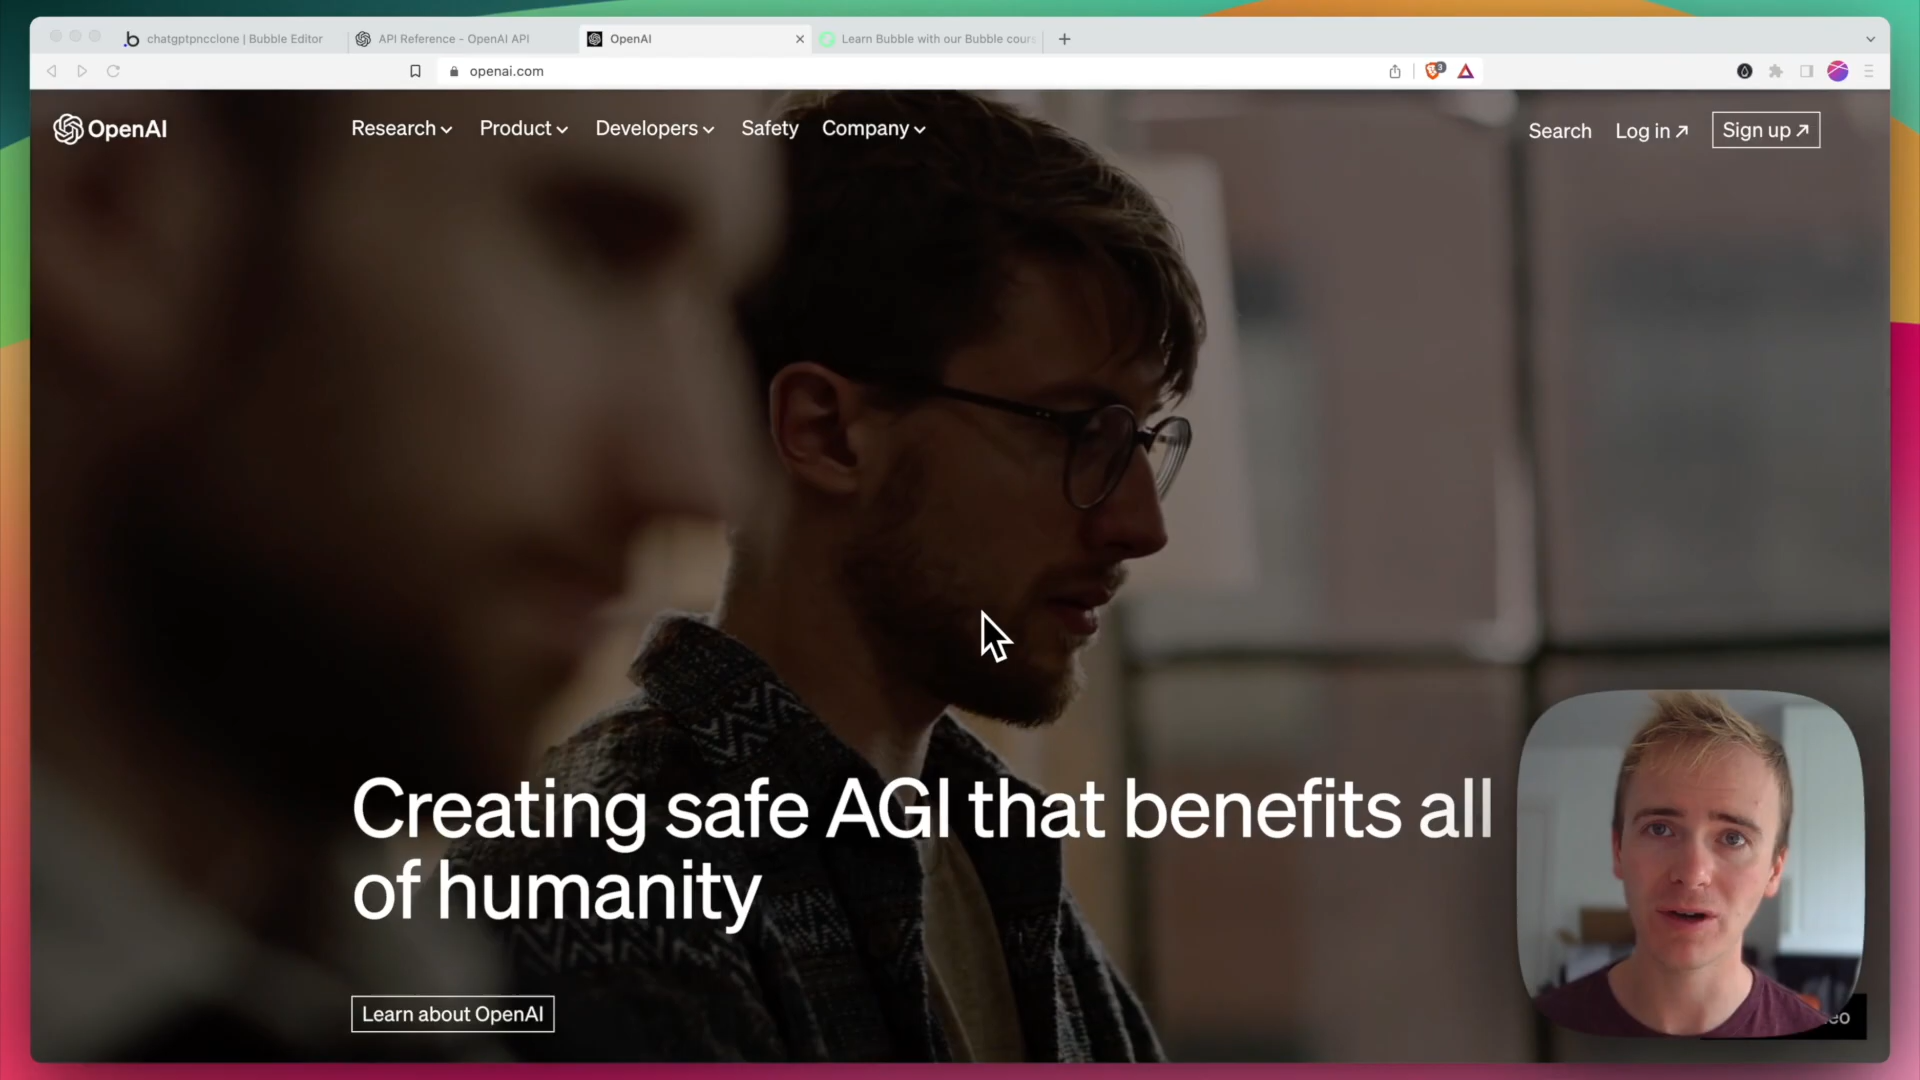 chatgptpncclone | Bubble Editor
API Reference - OpenAI API
OpenAI
Learn Bubble with our Bubble cours
openai.com
3
OpenAI
Research
Product
Developers
Safety
Company
Search
Log in
Sign up
Creating safe AGI that benefits all
of humanity
Learn about OpenAI